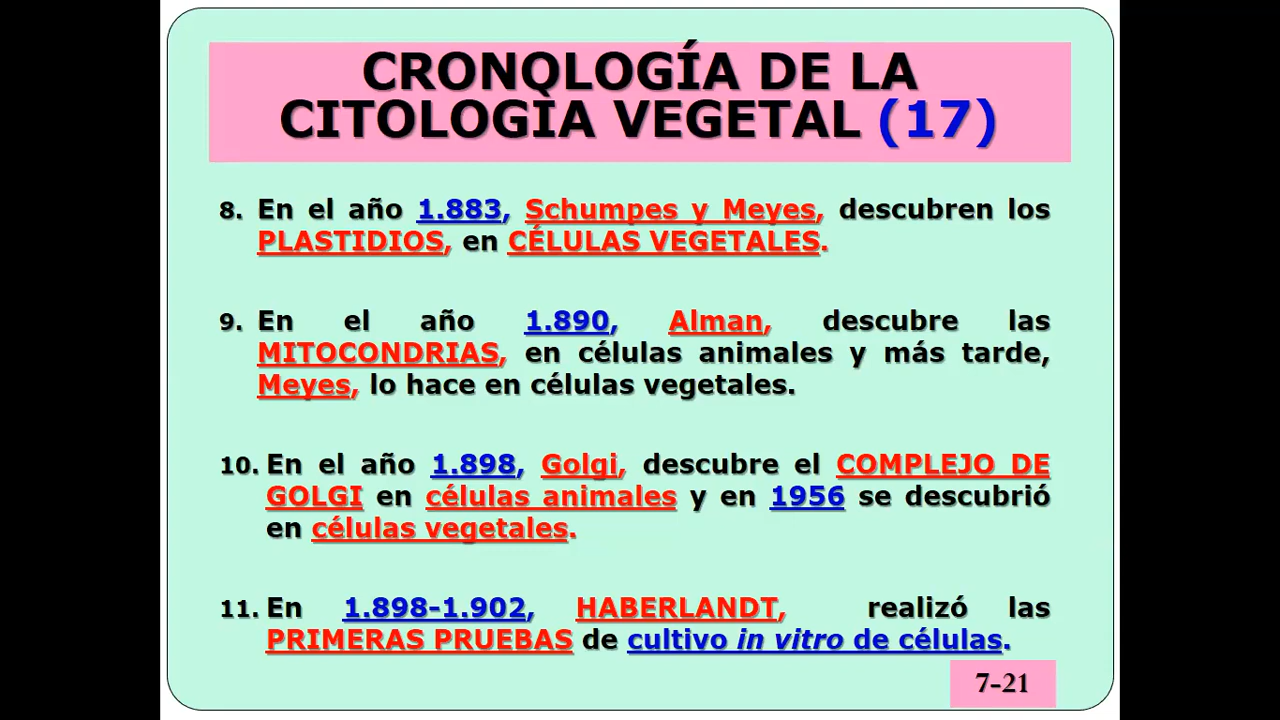 CRONOLOGÍA DE LA
CITOLOGÍA VEGETAL (17)
8. En el año 1.883, Schumpes y Meyes, descubren los
PLASTIDIOS, en CÉLULAS VEGETALES.
9. En el año 1.890, Alman, descubre las
MITOCONDRIAS, en células animales y más tarde,
Meyes, lo hace en células vegetales.
10. En el año 1.898, Golgi, descubre el COMPLEJO DE
GOLGI en células animales y en 1956 se descubrió
en células vegetales.
11. En 1.898-1.902, HABERLANDT, realizó las
PRIMERAS PRUEBAS de cultivo in vitro de células.
7-21